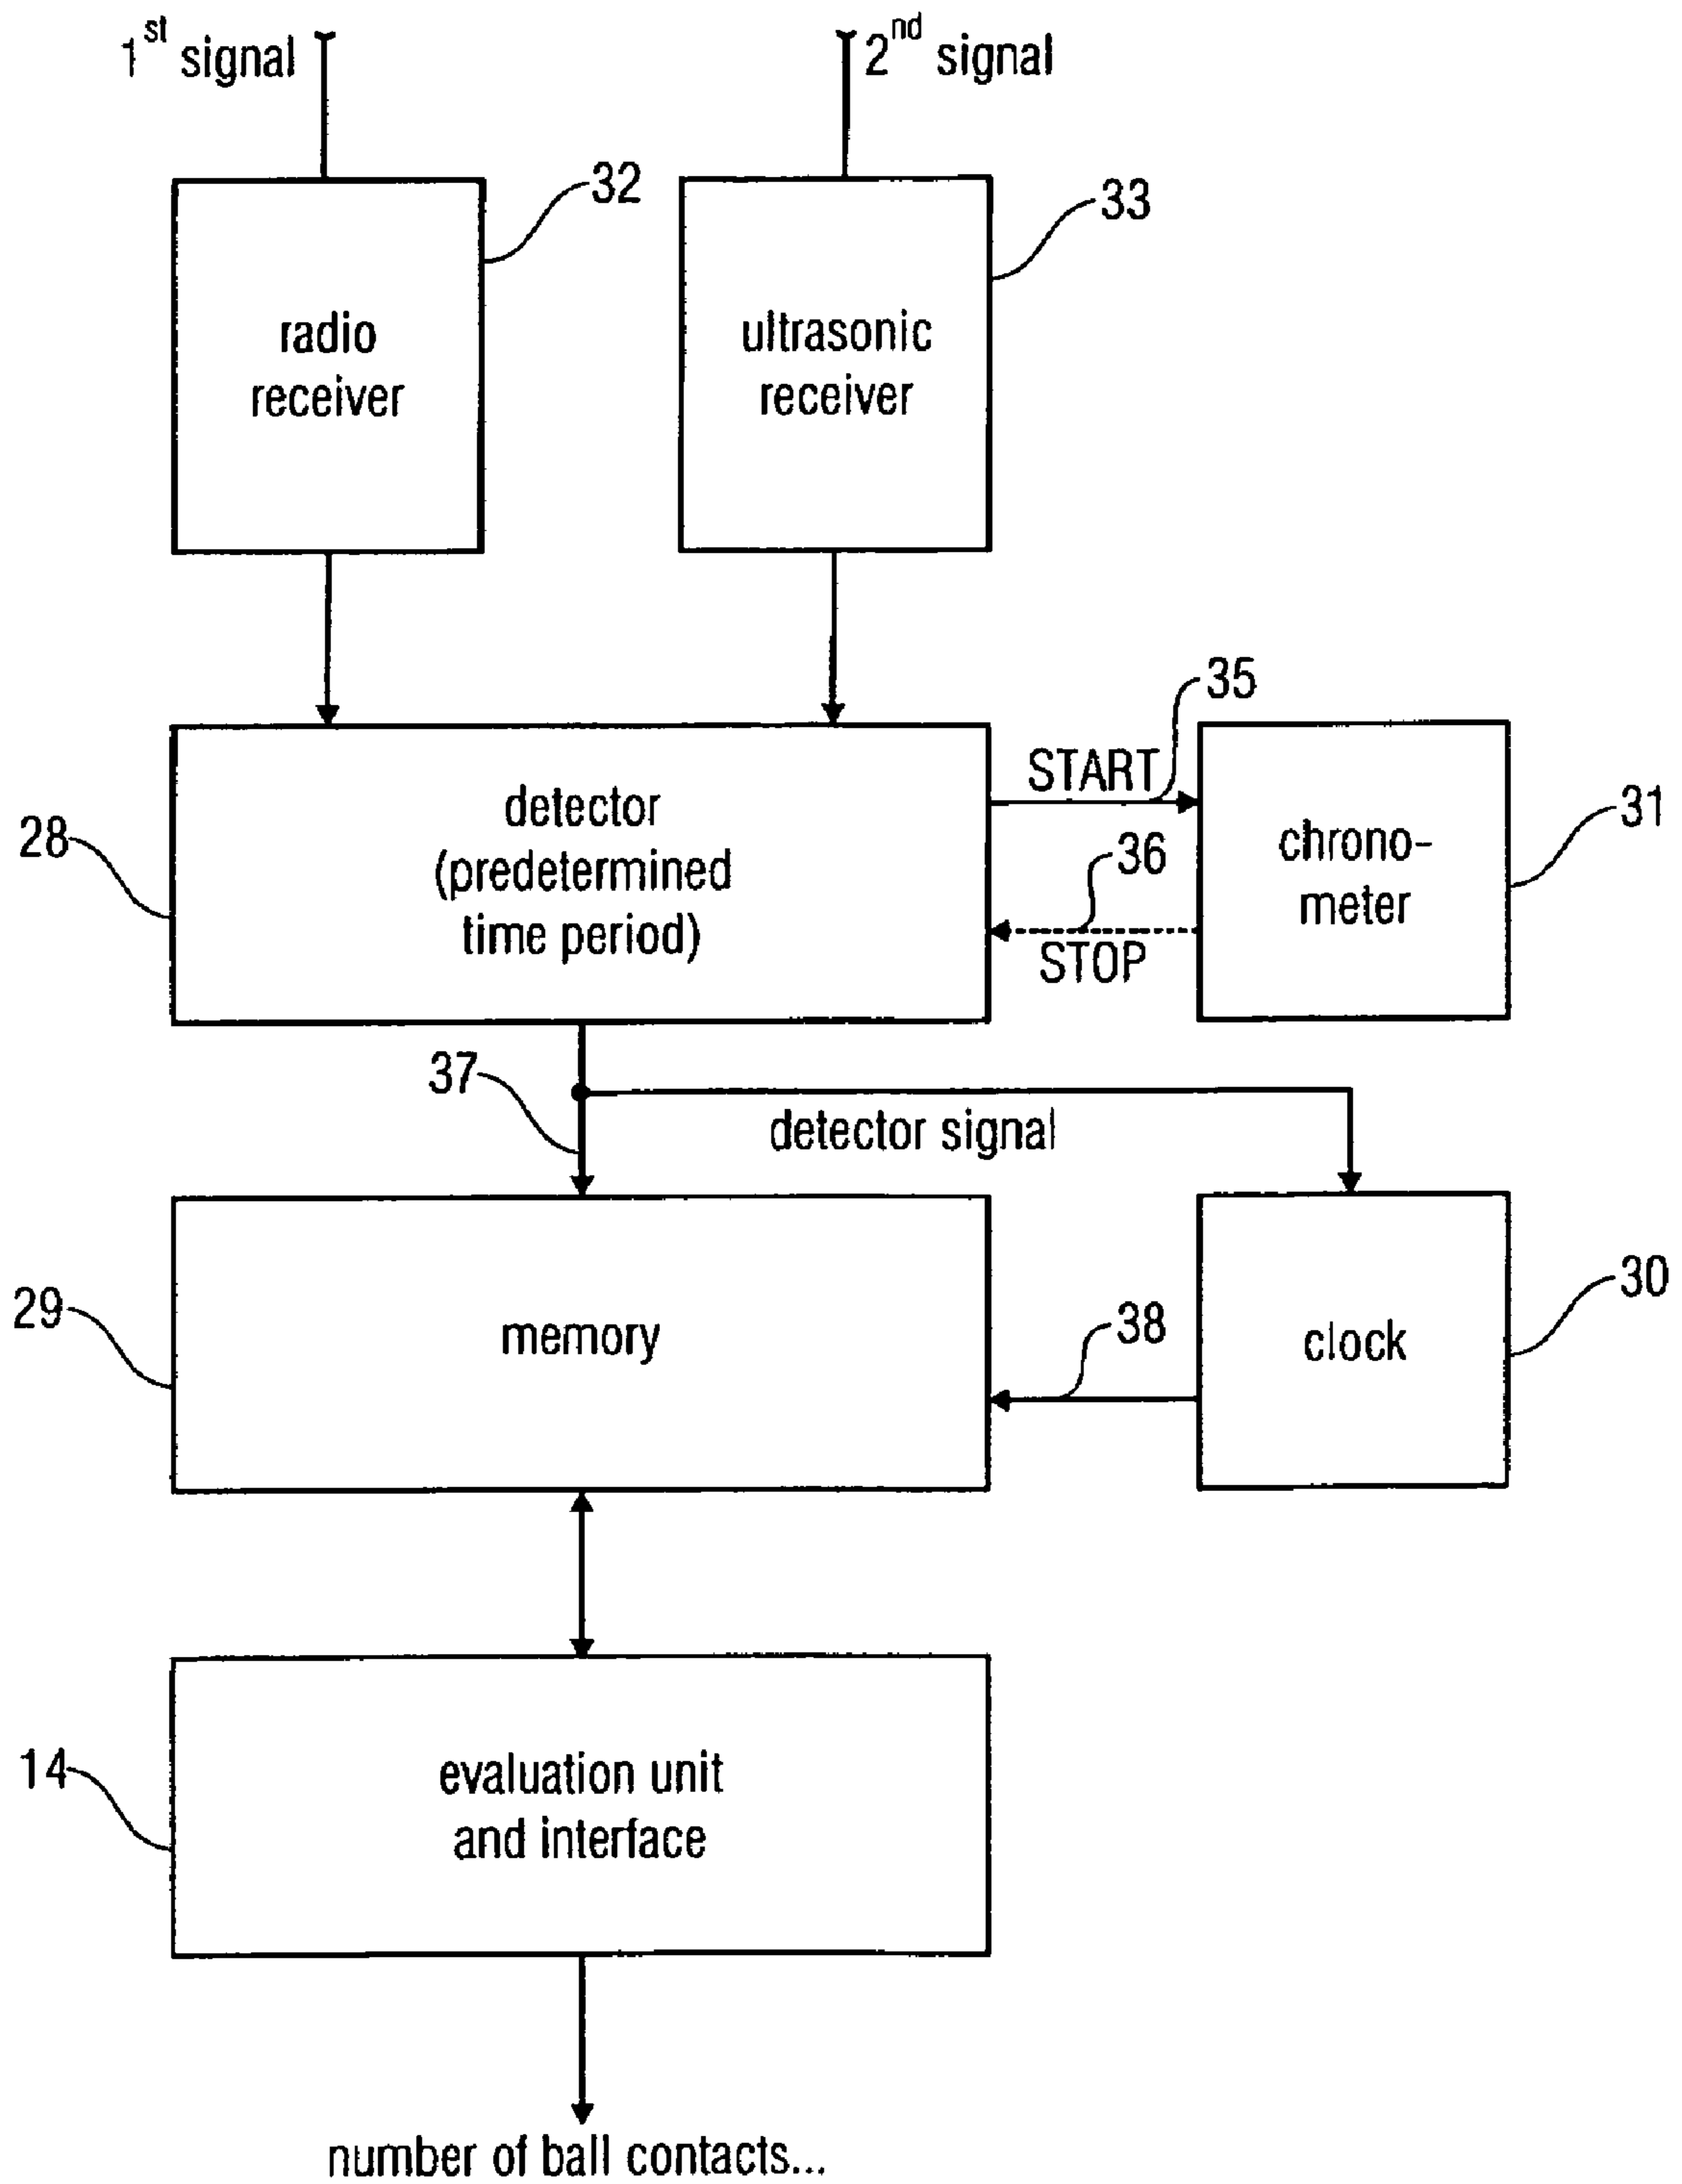 1st signal
2nd signal
32
33
radio
receiver
ultrasonic
receiver
35
START
28
detector
(predetermined
time period)
36
STOP
chrono-
meter
31
37
detector signal
29
memory
38
clock
30
14
evaluation unit
and interface
number of ball contacts...